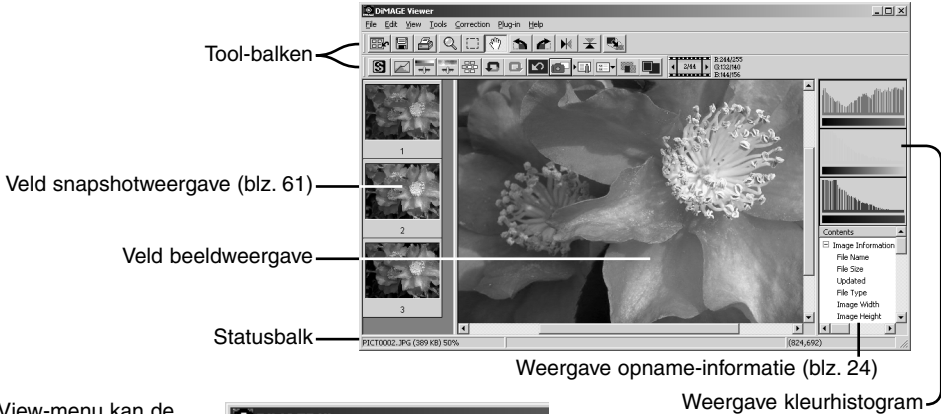 DiMAGE Viewer
File Edit View Tools Correction Plug-in Help
Tool-balken
2/44
R:244/255
G:132/140
B:144/156
1
Veld snapshotweergave (blz. 61)
2
Veld beeldweergave
3
Contents
Image Information
File Name
File Size
Updated
File Type
Image Width
Image Height
Statusbalk
PICT0002.JPG (389 KB) 50%
(824,692)
Weergave opname-informatie (blz. 24)
Weergave kleurhistogram
View-menu kan de